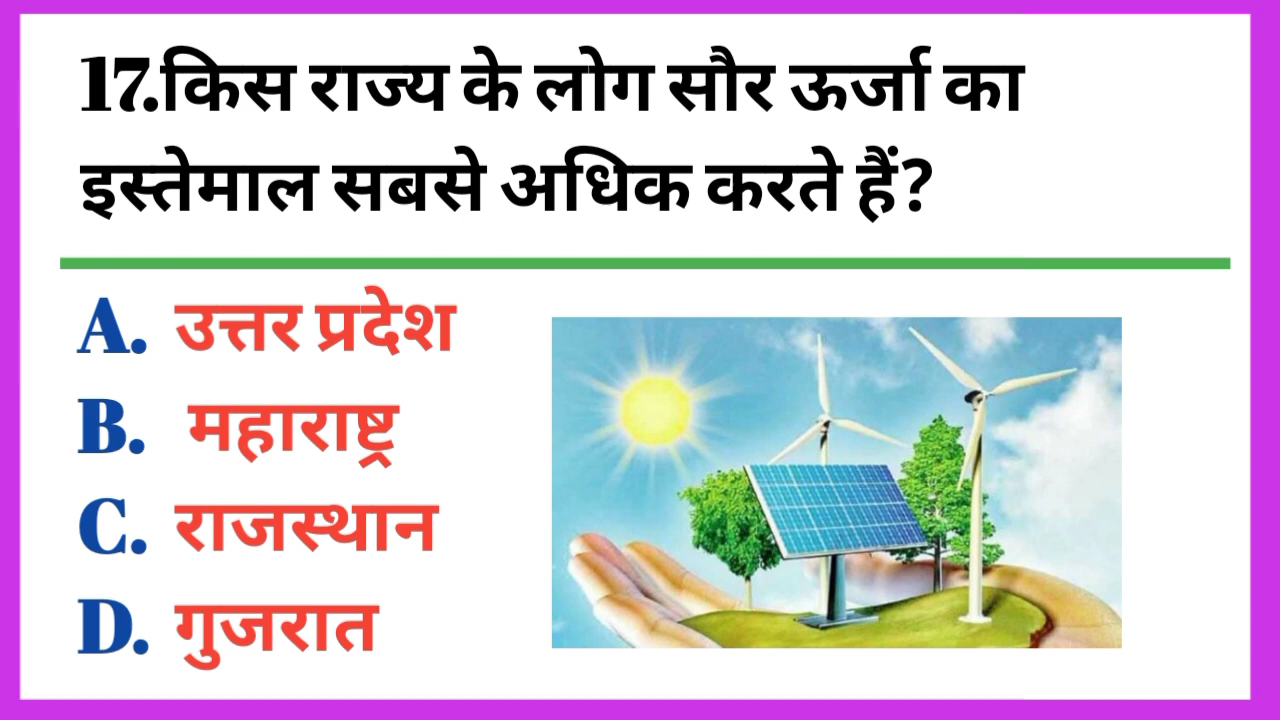 17.किस राज्य के लोग सौर ऊर्जा का
इस्तेमाल सबसे अधिक करते हैं?
A. उत्तर प्रदेश
B. महाराष्ट्र
C. राजस्थान
D. गुजरात